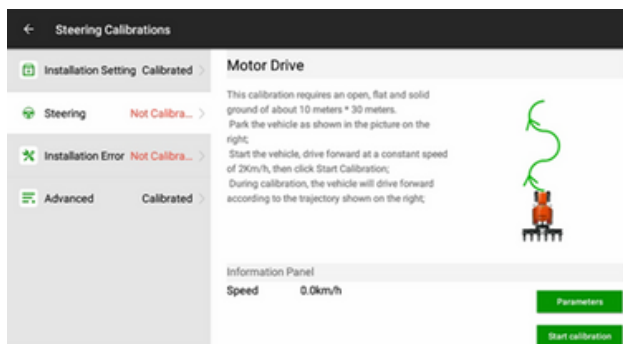 ← Steering Calibrations
Installation Setting Calibrated >
Steering Not Calibra... >
Installation Error Not Calibra... >
Advanced Calibrated >
Motor Drive
This calibration requires an open, flat and solid
ground of about 10 meters * 30 meters.
Park the vehicle as shown in the picture on the
right;
Start the vehicle, drive forward at a constant speed
of 2Km/h, then click Start Calibration;
During calibration, the vehicle will drive forward
according to the trajectory shown on the right;
Information Panel
Speed 0.0km/h
Parameters
Start calibration